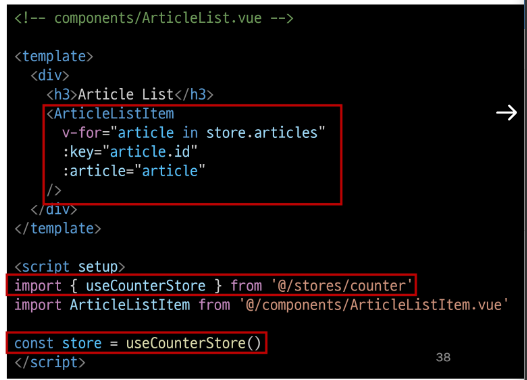 <!-- components/ArticleList.vue -->

<template>
  <div>
    <h3>Article List</h3>
    <ArticleListItem
      v-for="article in store.articles"
      :key="article.id"
      :article="article"
    />
  </div>
</template>

<script setup>
import { useCounterStore } from '@/stores/counter'
import ArticleListItem from '@/components/ArticleListItem.vue'

const store = useCounterStore()
</script>
38